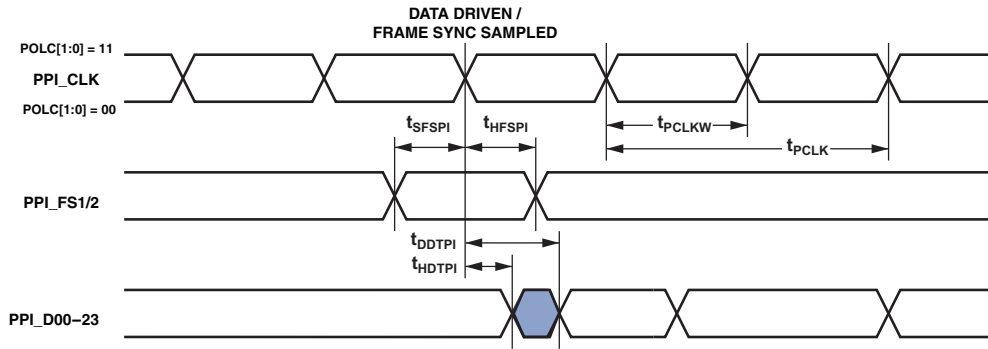 DATA DRIVEN /
FRAME SYNC SAMPLED
POLC[1:0] = 11
PPI_CLK
POLC[1:0] = 00
tSFSPI
tHFSPI
tPCLKW
tPCLK
PPI_FS1/2
tDDTPI
tHDTPI
PPI_D00–23